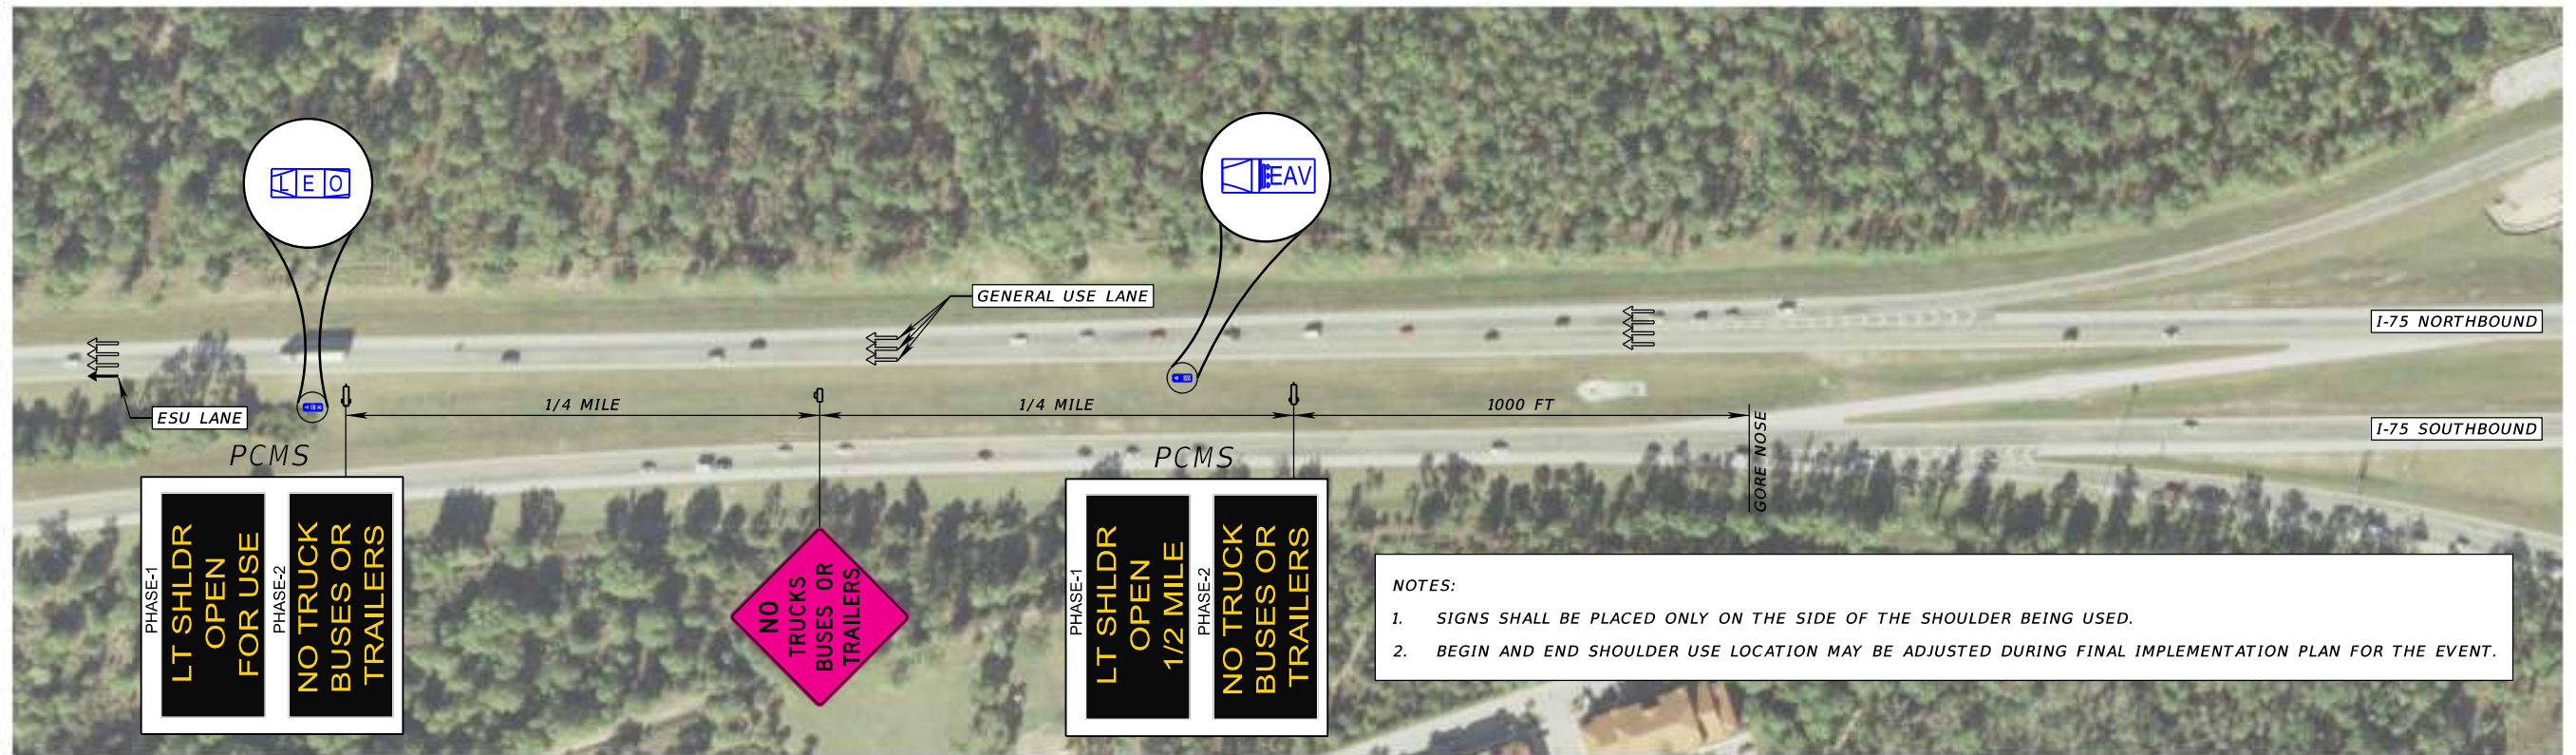 LEO
EAV
GENERAL USE LANE
I-75 NORTHBOUND
ESU LANE
1/4 MILE
1/4 MILE
1000 FT
I-75 SOUTHBOUND
GORE NOSE
PCMS
PHASE-1
LT SHLDR
OPEN
FOR USE
PHASE-2
NO TRUCK
BUSES OR
TRAILERS
NO
TRUCKS
BUSES OR
TRAILERS
PCMS
PHASE-1
LT SHLDR
OPEN
1/2 MILE
PHASE-2
NO TRUCK
BUSES OR
TRAILERS
NOTES:
1. SIGNS SHALL BE PLACED ONLY ON THE SIDE OF THE SHOULDER BEING USED.
2. BEGIN AND END SHOULDER USE LOCATION MAY BE ADJUSTED DURING FINAL IMPLEMENTATION PLAN FOR THE EVENT.